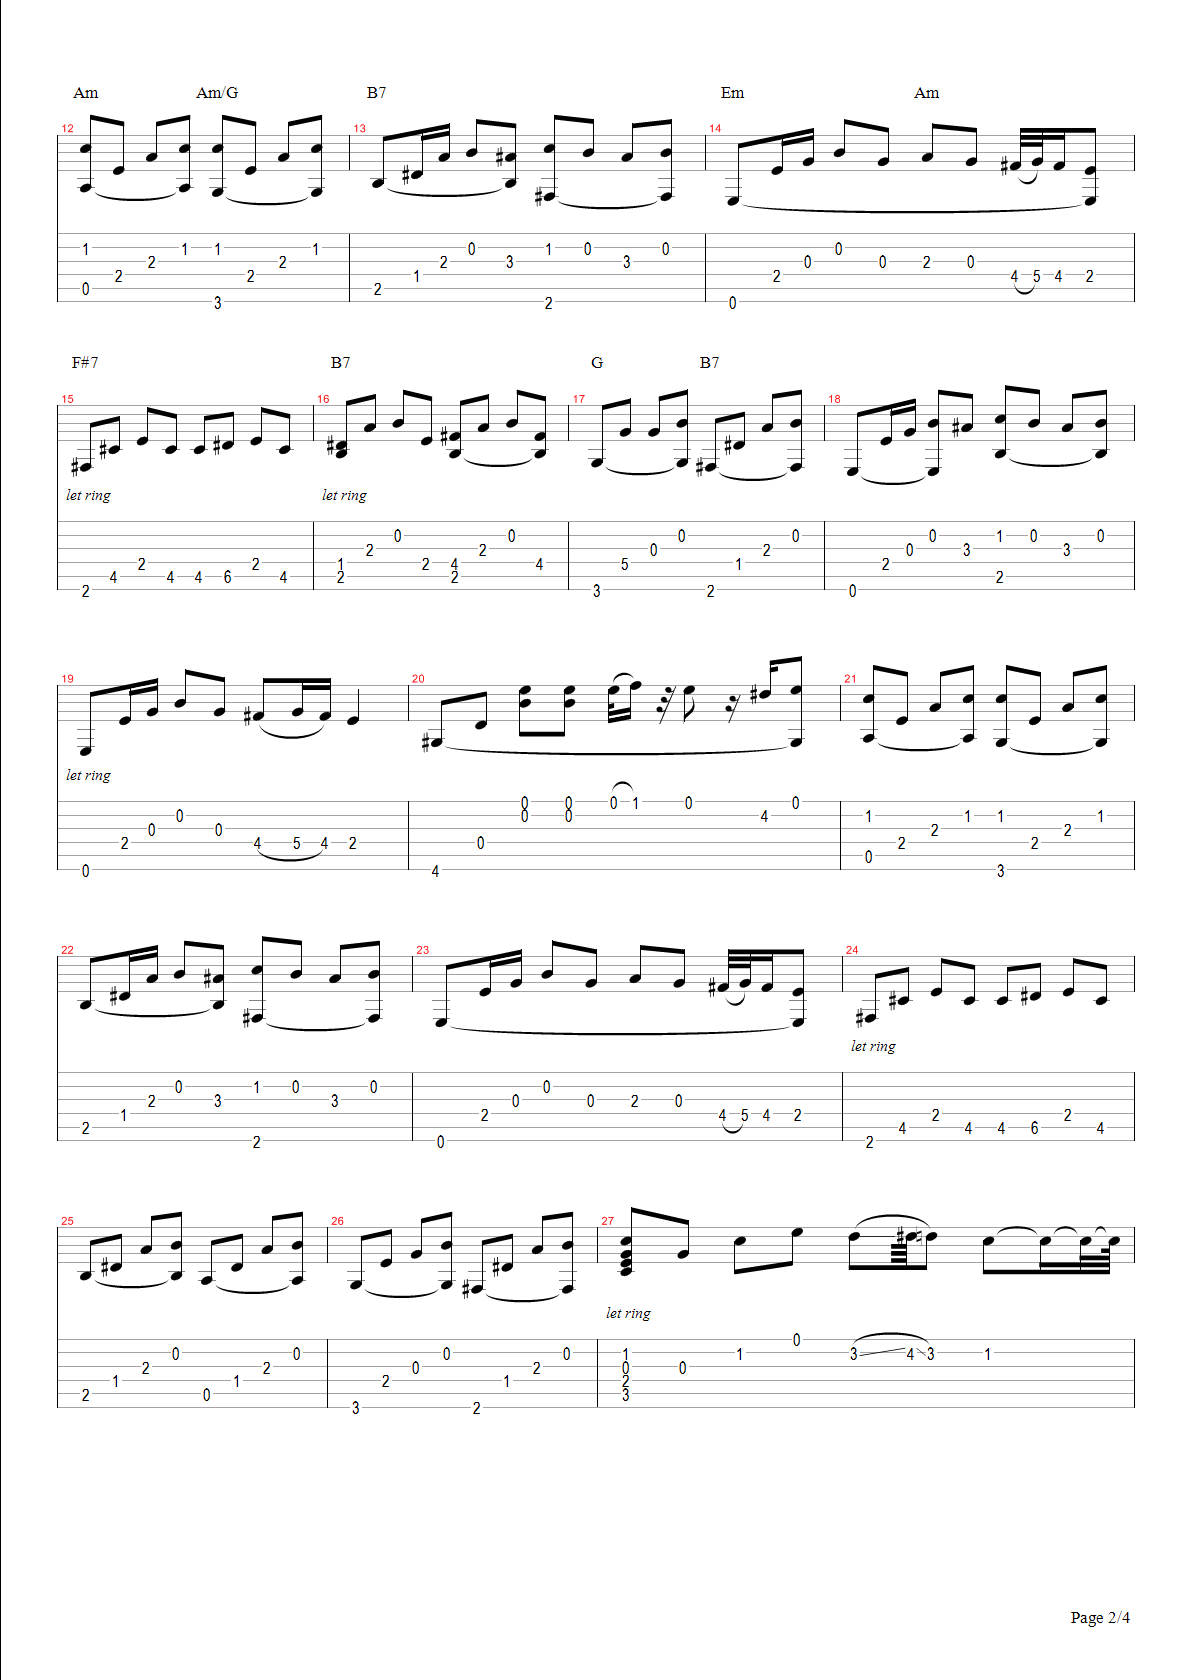 Am Am/G B7 Em Am
12 13 14
1 1 1 1 0 1 0 0 0
2 2 2 3 3 0 0 2 0
2 2 1 2 4 5 4 2
0 2
3 2 0
F#7 B7 G B7
15 16 17 18
let ring let ring
0 0 0 0 0 1 0 0
2 2 0 2 0 3 3
2 2 1 2 4 4 5 1 2
4 4 4 6 4 2 2 2
2 3 2 0
19 20 21
let ring
0 0 0 1 0 0
0 0 0 4 1 1 1 1
0 0 2 2
2 4 5 4 2 0 2 2
0
0 4 3
22 23 24
let ring
0 1 0 0 0
2 3 3 0 0 2 0
1 2 4 5 4 2 2 2
2 4 4 4 6 4
2 0 2
25 26 27
let ring
0
0 0 0 0 1 1 3 4 3 1
2 2 0 2 0 0
1 1 2 1 2
2 0 3
3 2
Page 2/4